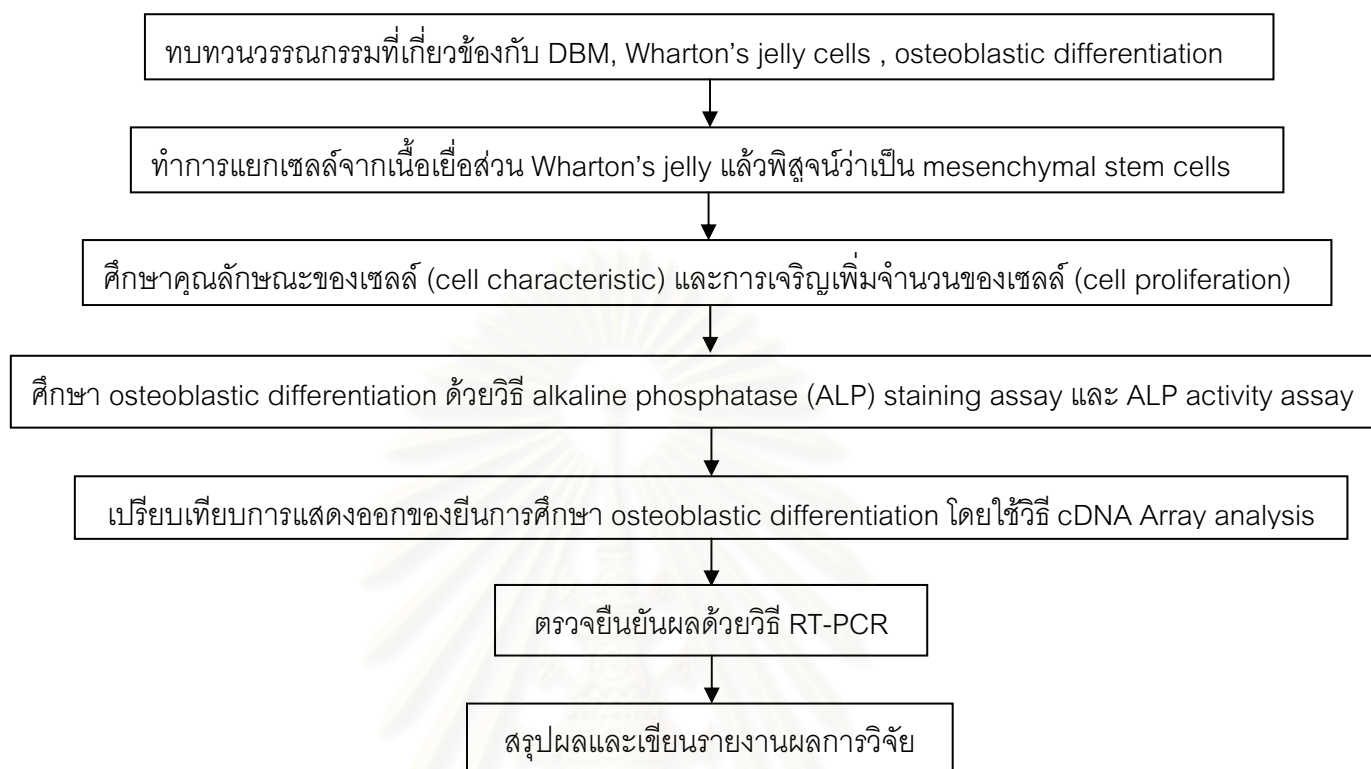 ทบทวนวรรณกรรมที่เกี่ยวข้องกับ DBM, Wharton’s jelly cells , osteoblastic differentiation
ทำการแยกเซลล์จากเนื้อเยื่อส่วน Wharton’s jelly แล้วพิสูจน์ว่าเป็น mesenchymal stem cells
ศึกษาคุณลักษณะของเซลล์ (cell characteristic) และการเจริญเพิ่มจำนวนของเซลล์ (cell proliferation)
ศึกษา osteoblastic differentiation ด้วยวิธี alkaline phosphatase (ALP) staining assay และ ALP activity assay
เปรียบเทียบการแสดงออกของยีนการศึกษา osteoblastic differentiation โดยใช้วิธี cDNA Array analysis
ตรวจยืนยันผลด้วยวิธี RT-PCR
สรุปผลและเขียนรายงานผลการวิจัย